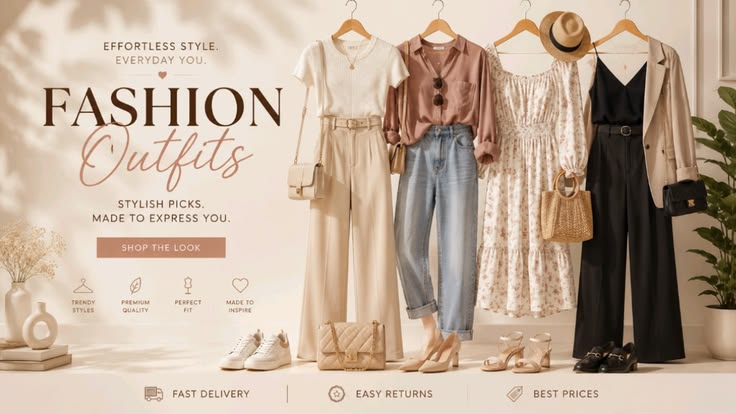 EFFORTLESS STYLE.
EVERYDAY YOU.
FASHION
Outfits
STYLISH PICKS.
MADE TO EXPRESS YOU.
SHOP THE LOOK
TRENDY
STYLES
PREMIUM
QUALITY
PERFECT
FIT
MADE TO
INSPIRE
FAST DELIVERY
EASY RETURNS
BEST PRICES